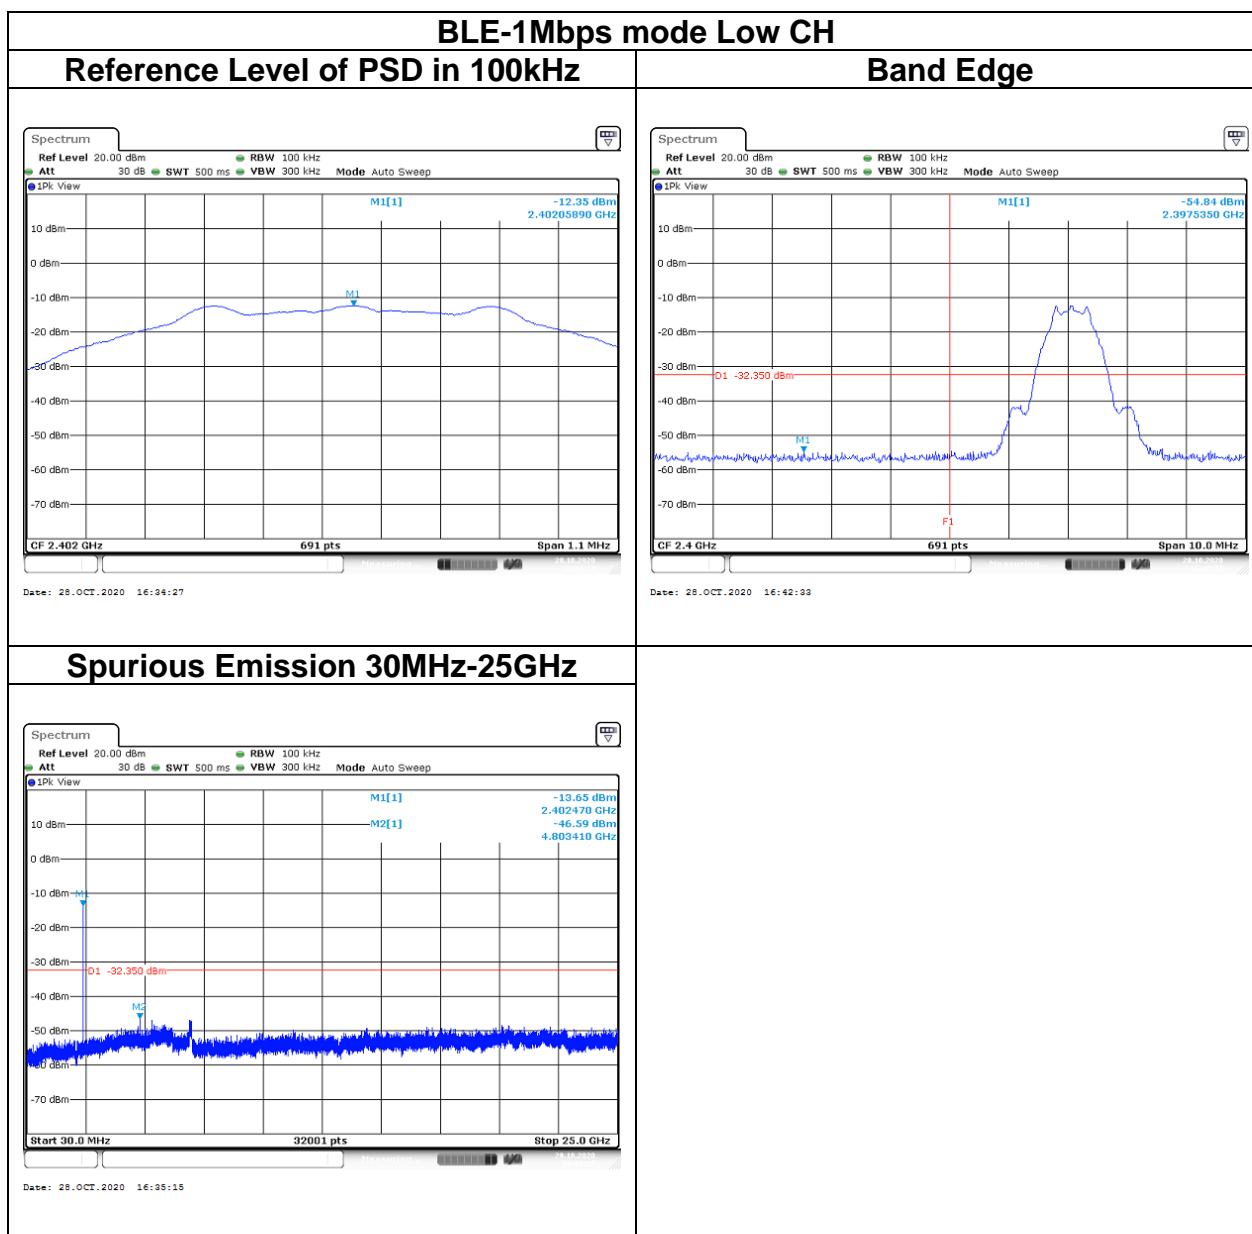 BLE-1Mbps mode Low CH
Reference Level of PSD in 100kHz
Band Edge
Spectrum
Ref Level 20.00 dBm RBW 100 kHz
Att 30 dB SWT 500 ms VBW 300 kHz Mode Auto Sweep
1Pk View
M1[1] -12.35 dBm
2.40205890 GHz
10 dBm
0 dBm
M1
-10 dBm
-20 dBm
-30 dBm
-40 dBm
-50 dBm
-60 dBm
-70 dBm
CF 2.402 GHz 691 pts Span 1.1 MHz
Measuring 28.10.2020
Date: 28.OCT.2020 16:34:27
Spectrum
Ref Level 20.00 dBm RBW 100 kHz
Att 30 dB SWT 500 ms VBW 300 kHz Mode Auto Sweep
1Pk View
M1[1] -54.84 dBm
2.3975350 GHz
10 dBm
0 dBm
-10 dBm
-20 dBm
-30 dBm
D1 -32.350 dBm
-40 dBm
-50 dBm
M1
-60 dBm
-70 dBm
F1
CF 2.4 GHz 691 pts Span 10.0 MHz
Measuring 28.10.2020
Date: 28.OCT.2020 16:42:33
Spurious Emission 30MHz-25GHz
Spectrum
Ref Level 20.00 dBm RBW 100 kHz
Att 30 dB SWT 500 ms VBW 300 kHz Mode Auto Sweep
1Pk View
M1[1] -13.65 dBm
2.402470 GHz
10 dBm M2[1] -46.59 dBm
4.803410 GHz
0 dBm
-10 dBm M1
-20 dBm
-30 dBm
D1 -32.350 dBm
-40 dBm
M2
-50 dBm
-60 dBm
-70 dBm
Start 30.0 MHz 32001 pts Stop 25.0 GHz
28.10.2020
Date: 28.OCT.2020 16:35:15